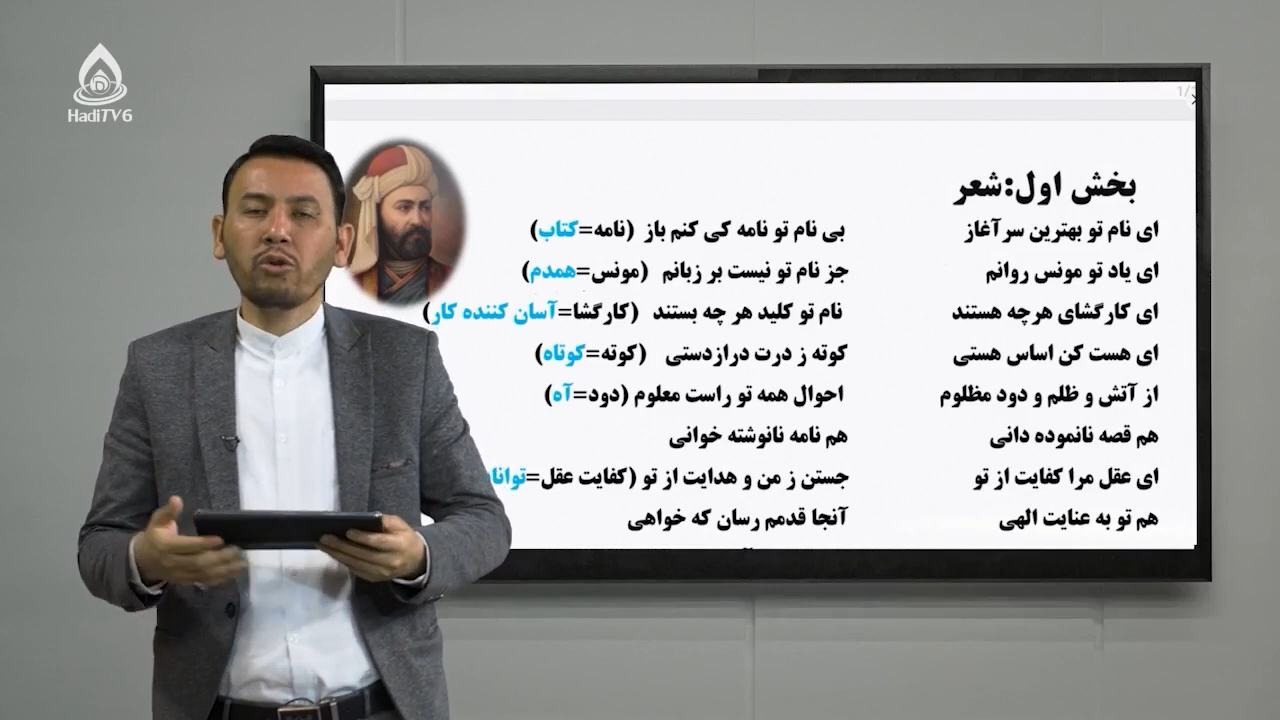 HadiTV6
1/
بخش اول:شعر
ای نام تو بهترین سرآغاز بی نام تو نامه کی کنم باز (نامه=کتاب)
ای یاد تو مونس روانم جز نام تو نیست بر زبانم (مونس=همدم)
ای کارگشای هرچه هستند نام تو کلید هر چه بستند (کارگشا=آسان کننده کار)
ای هست کن اساس هستی کوته ز درت درازدستی (کوته=کوتاه)
از آتش و ظلم و دود مظلوم احوال همه تو راست معلوم (دود=آه)
هم قصه نانموده دانی هم نامه نانوشته خوانی
ای عقل مرا کفایت از تو جستن ز من و هدایت از تو (کفایت عقل=
هم تو به عنایت الهی آنجا قدمم رسان که خواهی